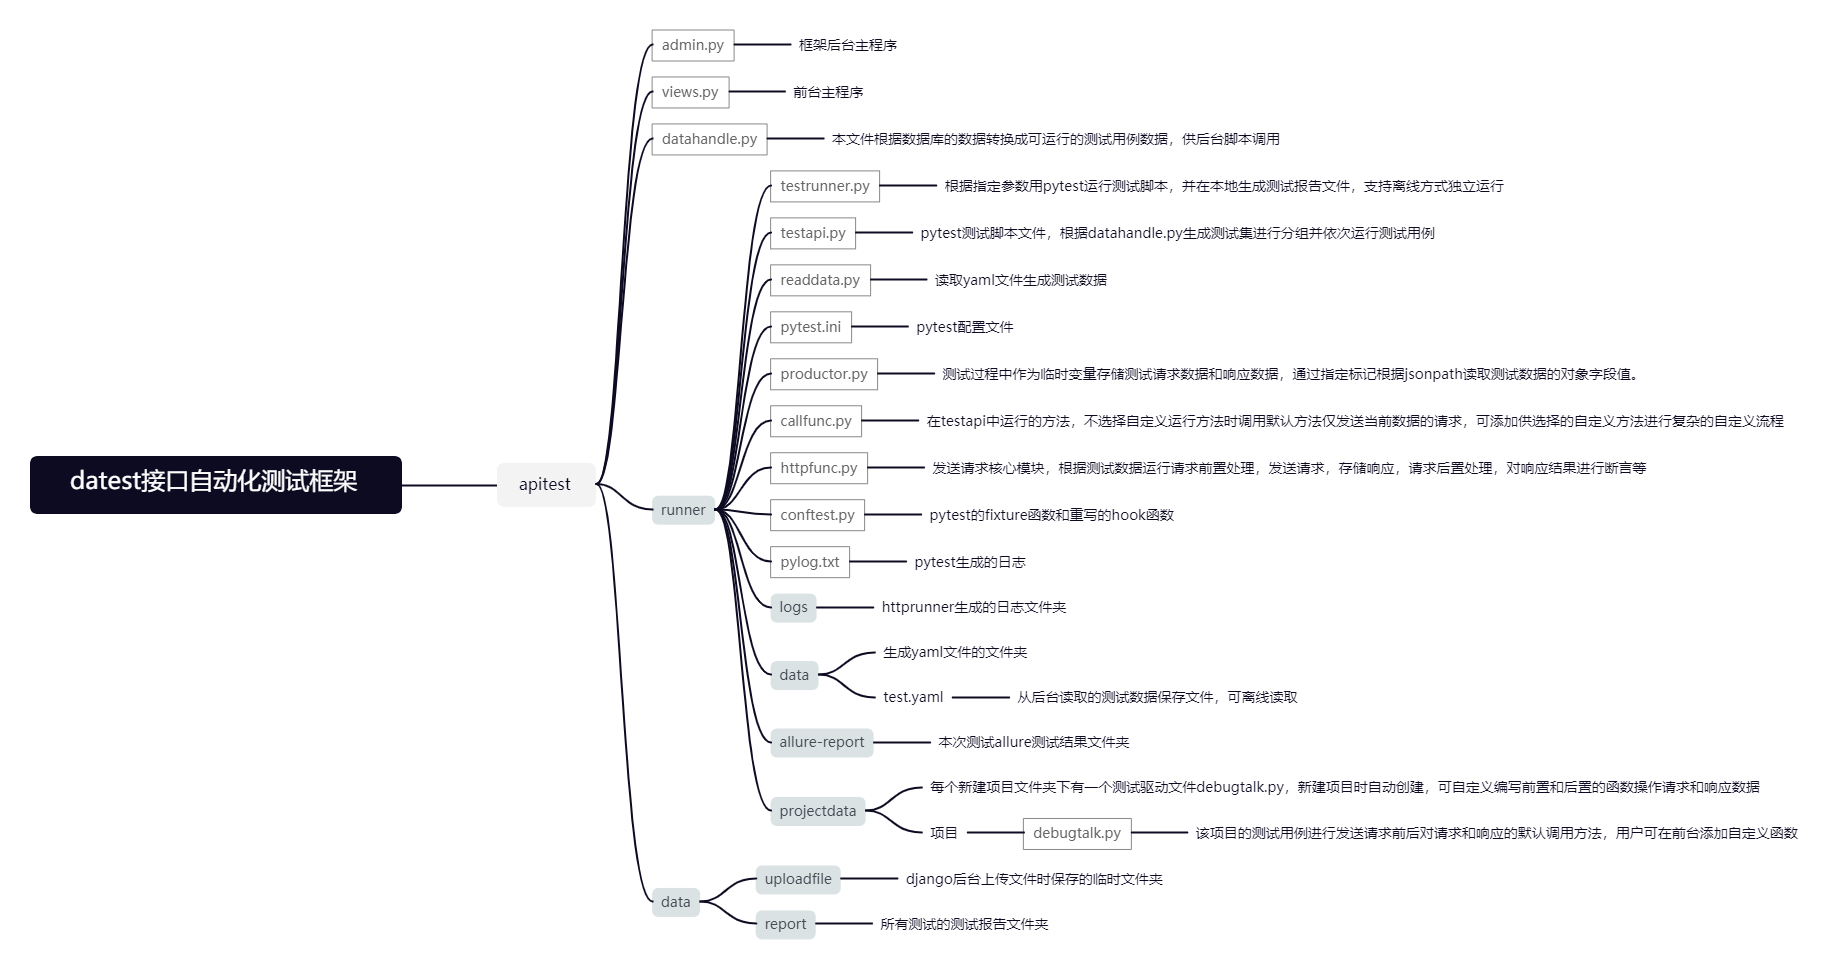 admin.py
框架后台主程序
views.py
前台主程序
datahandle.py
本文件根据数据库的数据转换成可运行的测试用例数据，供后台脚本调用
testrunner.py
根据指定参数用pytest运行测试脚本，并在本地生成测试报告文件，支持离线方式独立运行
testapi.py
pytest测试脚本文件，根据datahandle.py生成测试集进行分组并依次运行测试用例
readdata.py
读取yaml文件生成测试数据
pytest.ini
pytest配置文件
productor.py
测试过程中作为临时变量存储测试请求数据和响应数据，通过指定标记根据jsonpath读取测试数据的对象字段值。
callfunc.py
在testapi中运行的方法，不选择自定义运行方法时调用默认方法仅发送当前数据的请求，可添加供选择的自定义方法进行复杂的自定义流程
httpfunc.py
发送请求核心模块，根据测试数据运行请求前置处理，发送请求，存储响应，请求后置处理，对响应结果进行断言等
datest接口自动化测试框架
apitest
runner
conftest.py
pytest的fixture函数和重写的hook函数
pylog.txt
pytest生成的日志
logs
httprunner生成的日志文件夹
data
生成yaml文件的文件夹
test.yaml
从后台读取的测试数据保存文件，可离线读取
allure-report
本次测试allure测试结果文件夹
projectdata
每个新建项目文件夹下有一个测试驱动文件debugtalk.py，新建项目时自动创建，可自定义编写前置和后置的函数操作请求和响应数据
项目
debugtalk.py
该项目的测试用例进行发送请求前后对请求和响应的默认调用方法，用户可在前台添加自定义函数
data
uploadfile
django后台上传文件时保存的临时文件夹
report
所有测试的测试报告文件夹